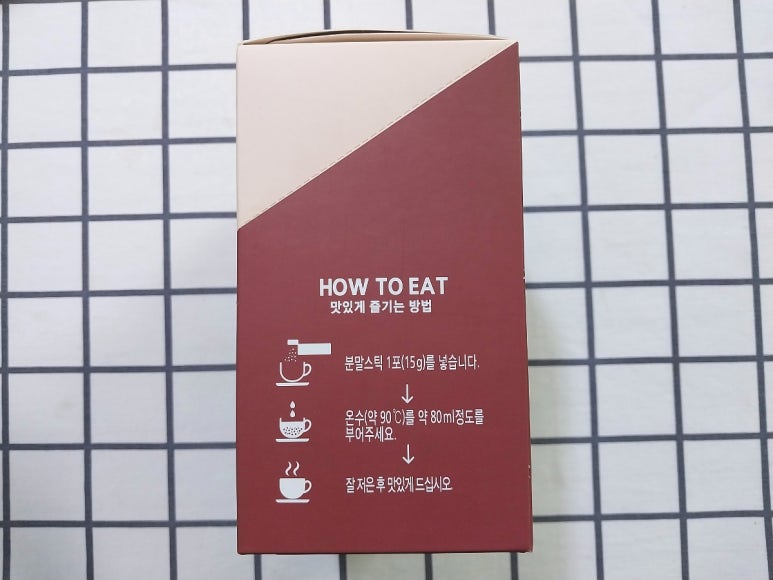 HOW TO EAT
맛있게 즐기는 방법
분말스틱 1포(15g)를 넣습니다.
↓
온수(약 90℃)를 약 80ml정도를
부어주세요.
↓
잘 저은 후 맛있게 드십시오.